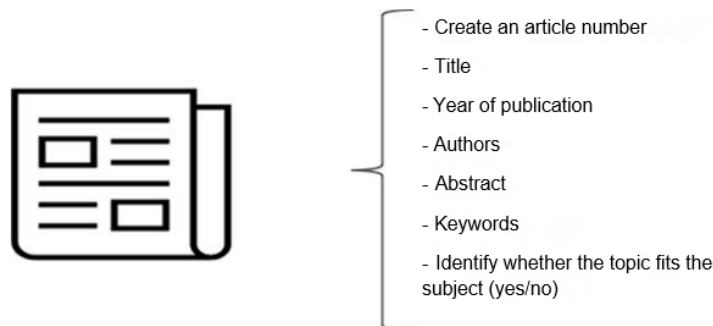 - Create an article number
- Title
- Year of publication
- Authors
- Abstract
- Keywords
- Identify whether the topic fits the
subject (yes/no)